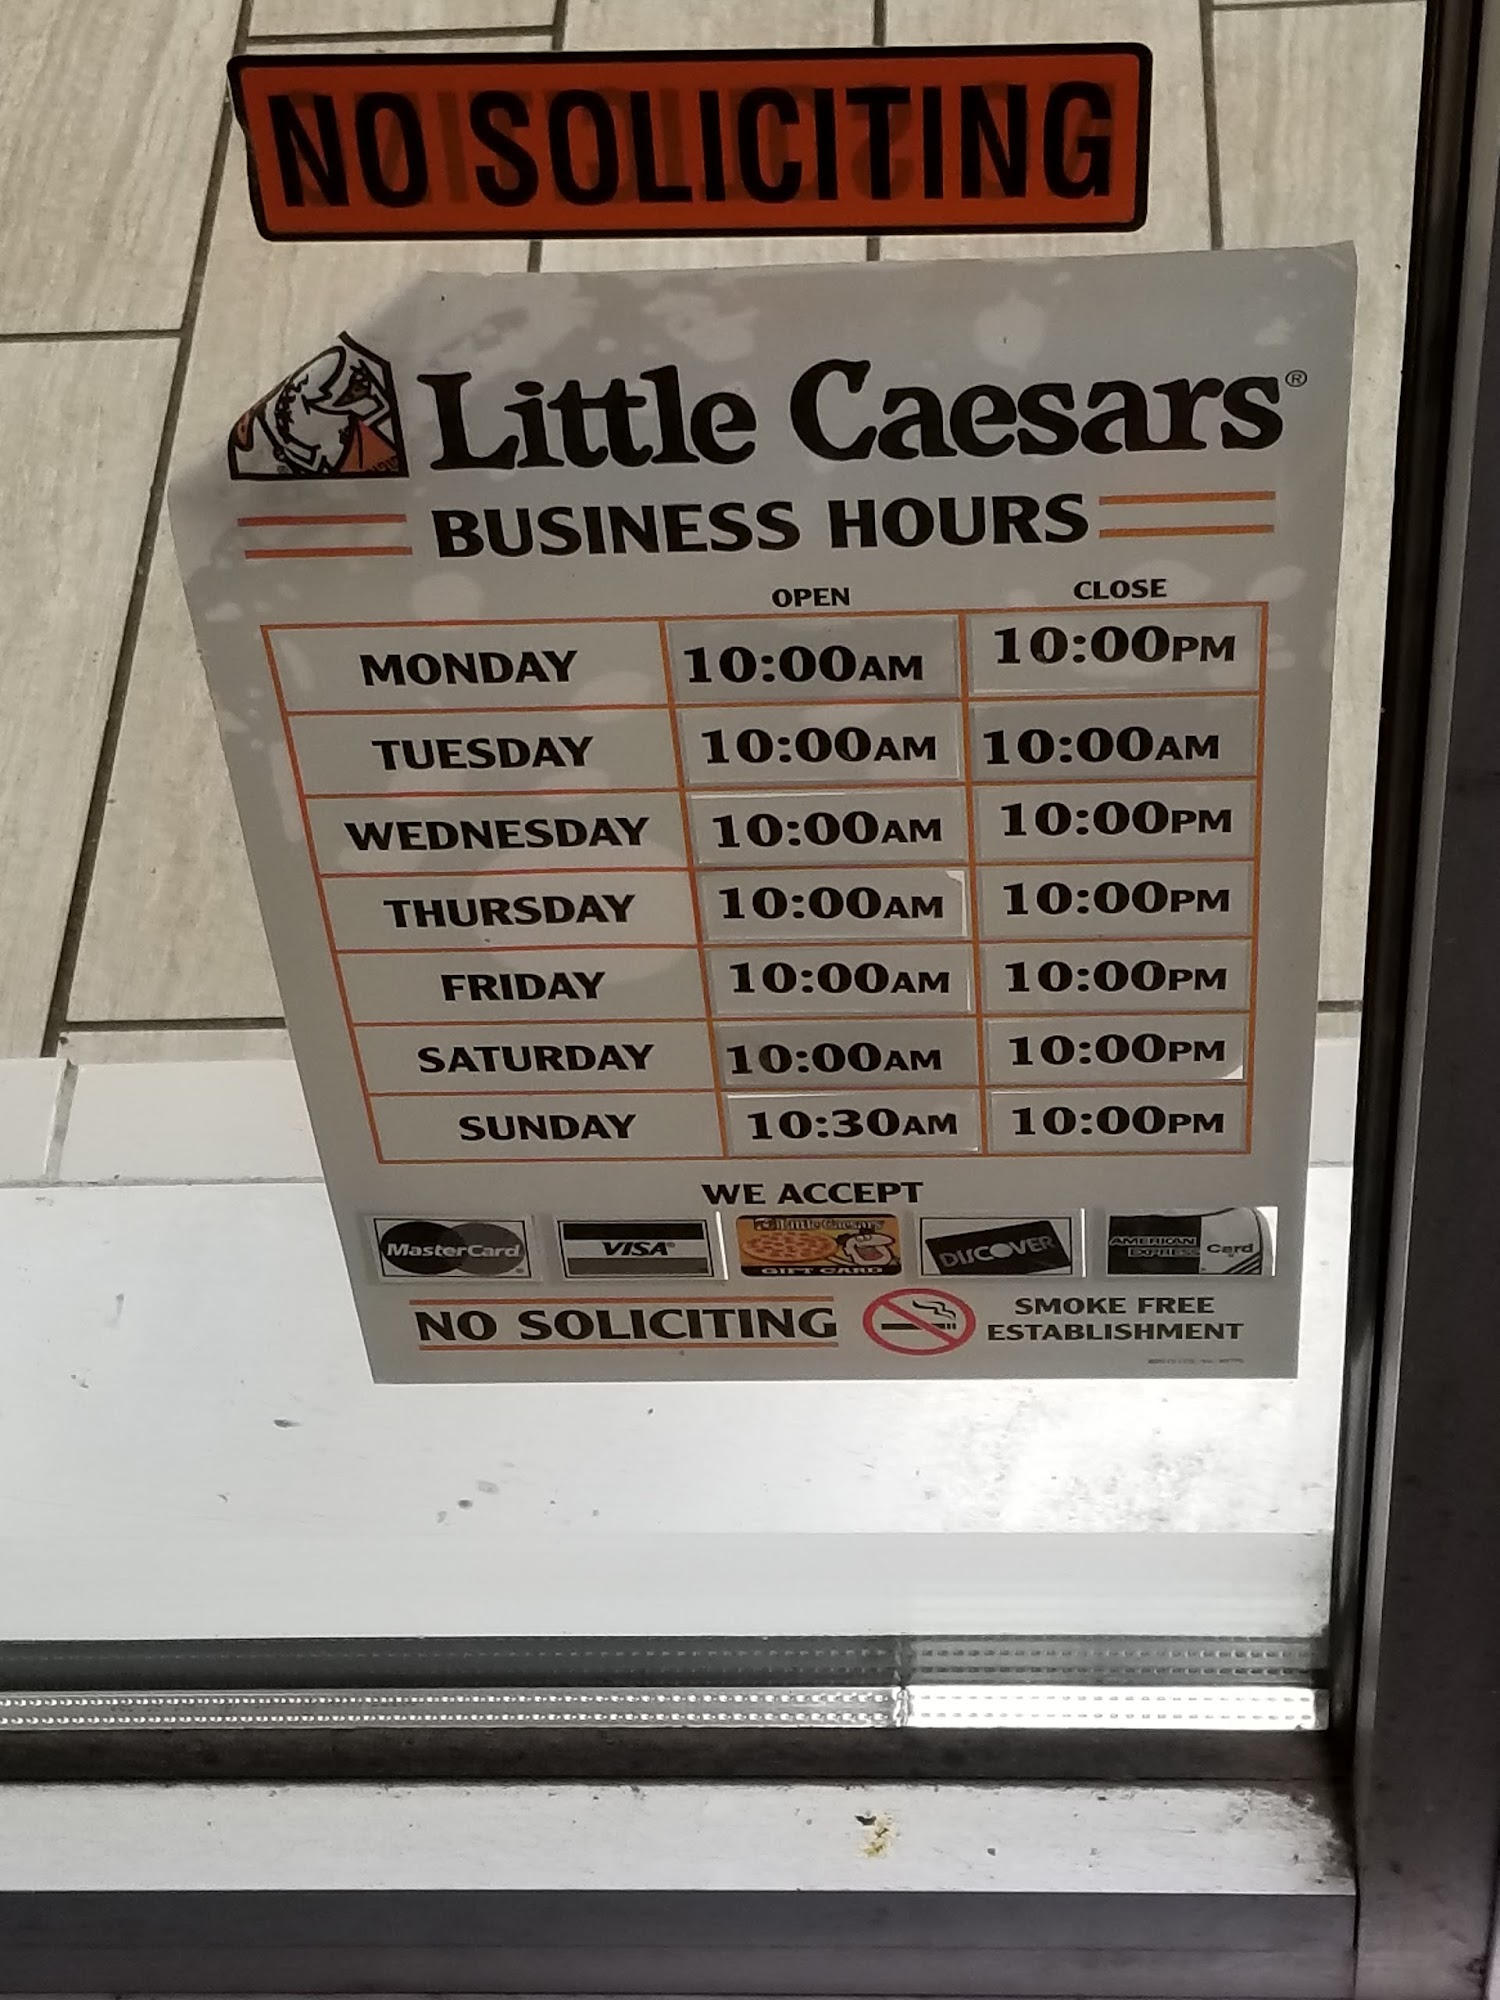 NO SOLICITING
Little Caesars®
BUSINESS HOURS
OPEN CLOSE
MONDAY 10:00AM 10:00PM
TUESDAY 10:00AM 10:00AM
WEDNESDAY 10:00AM 10:00PM
THURSDAY 10:00AM 10:00PM
FRIDAY 10:00AM 10:00PM
SATURDAY 10:00AM 10:00PM
SUNDAY 10:30AM 10:00PM
WE ACCEPT
MasterCard VISA Little Caesars GIFT CARD DISCOVER AMERICAN EXPRESS Card
NO SOLICITING
SMOKE FREE
ESTABLISHMENT